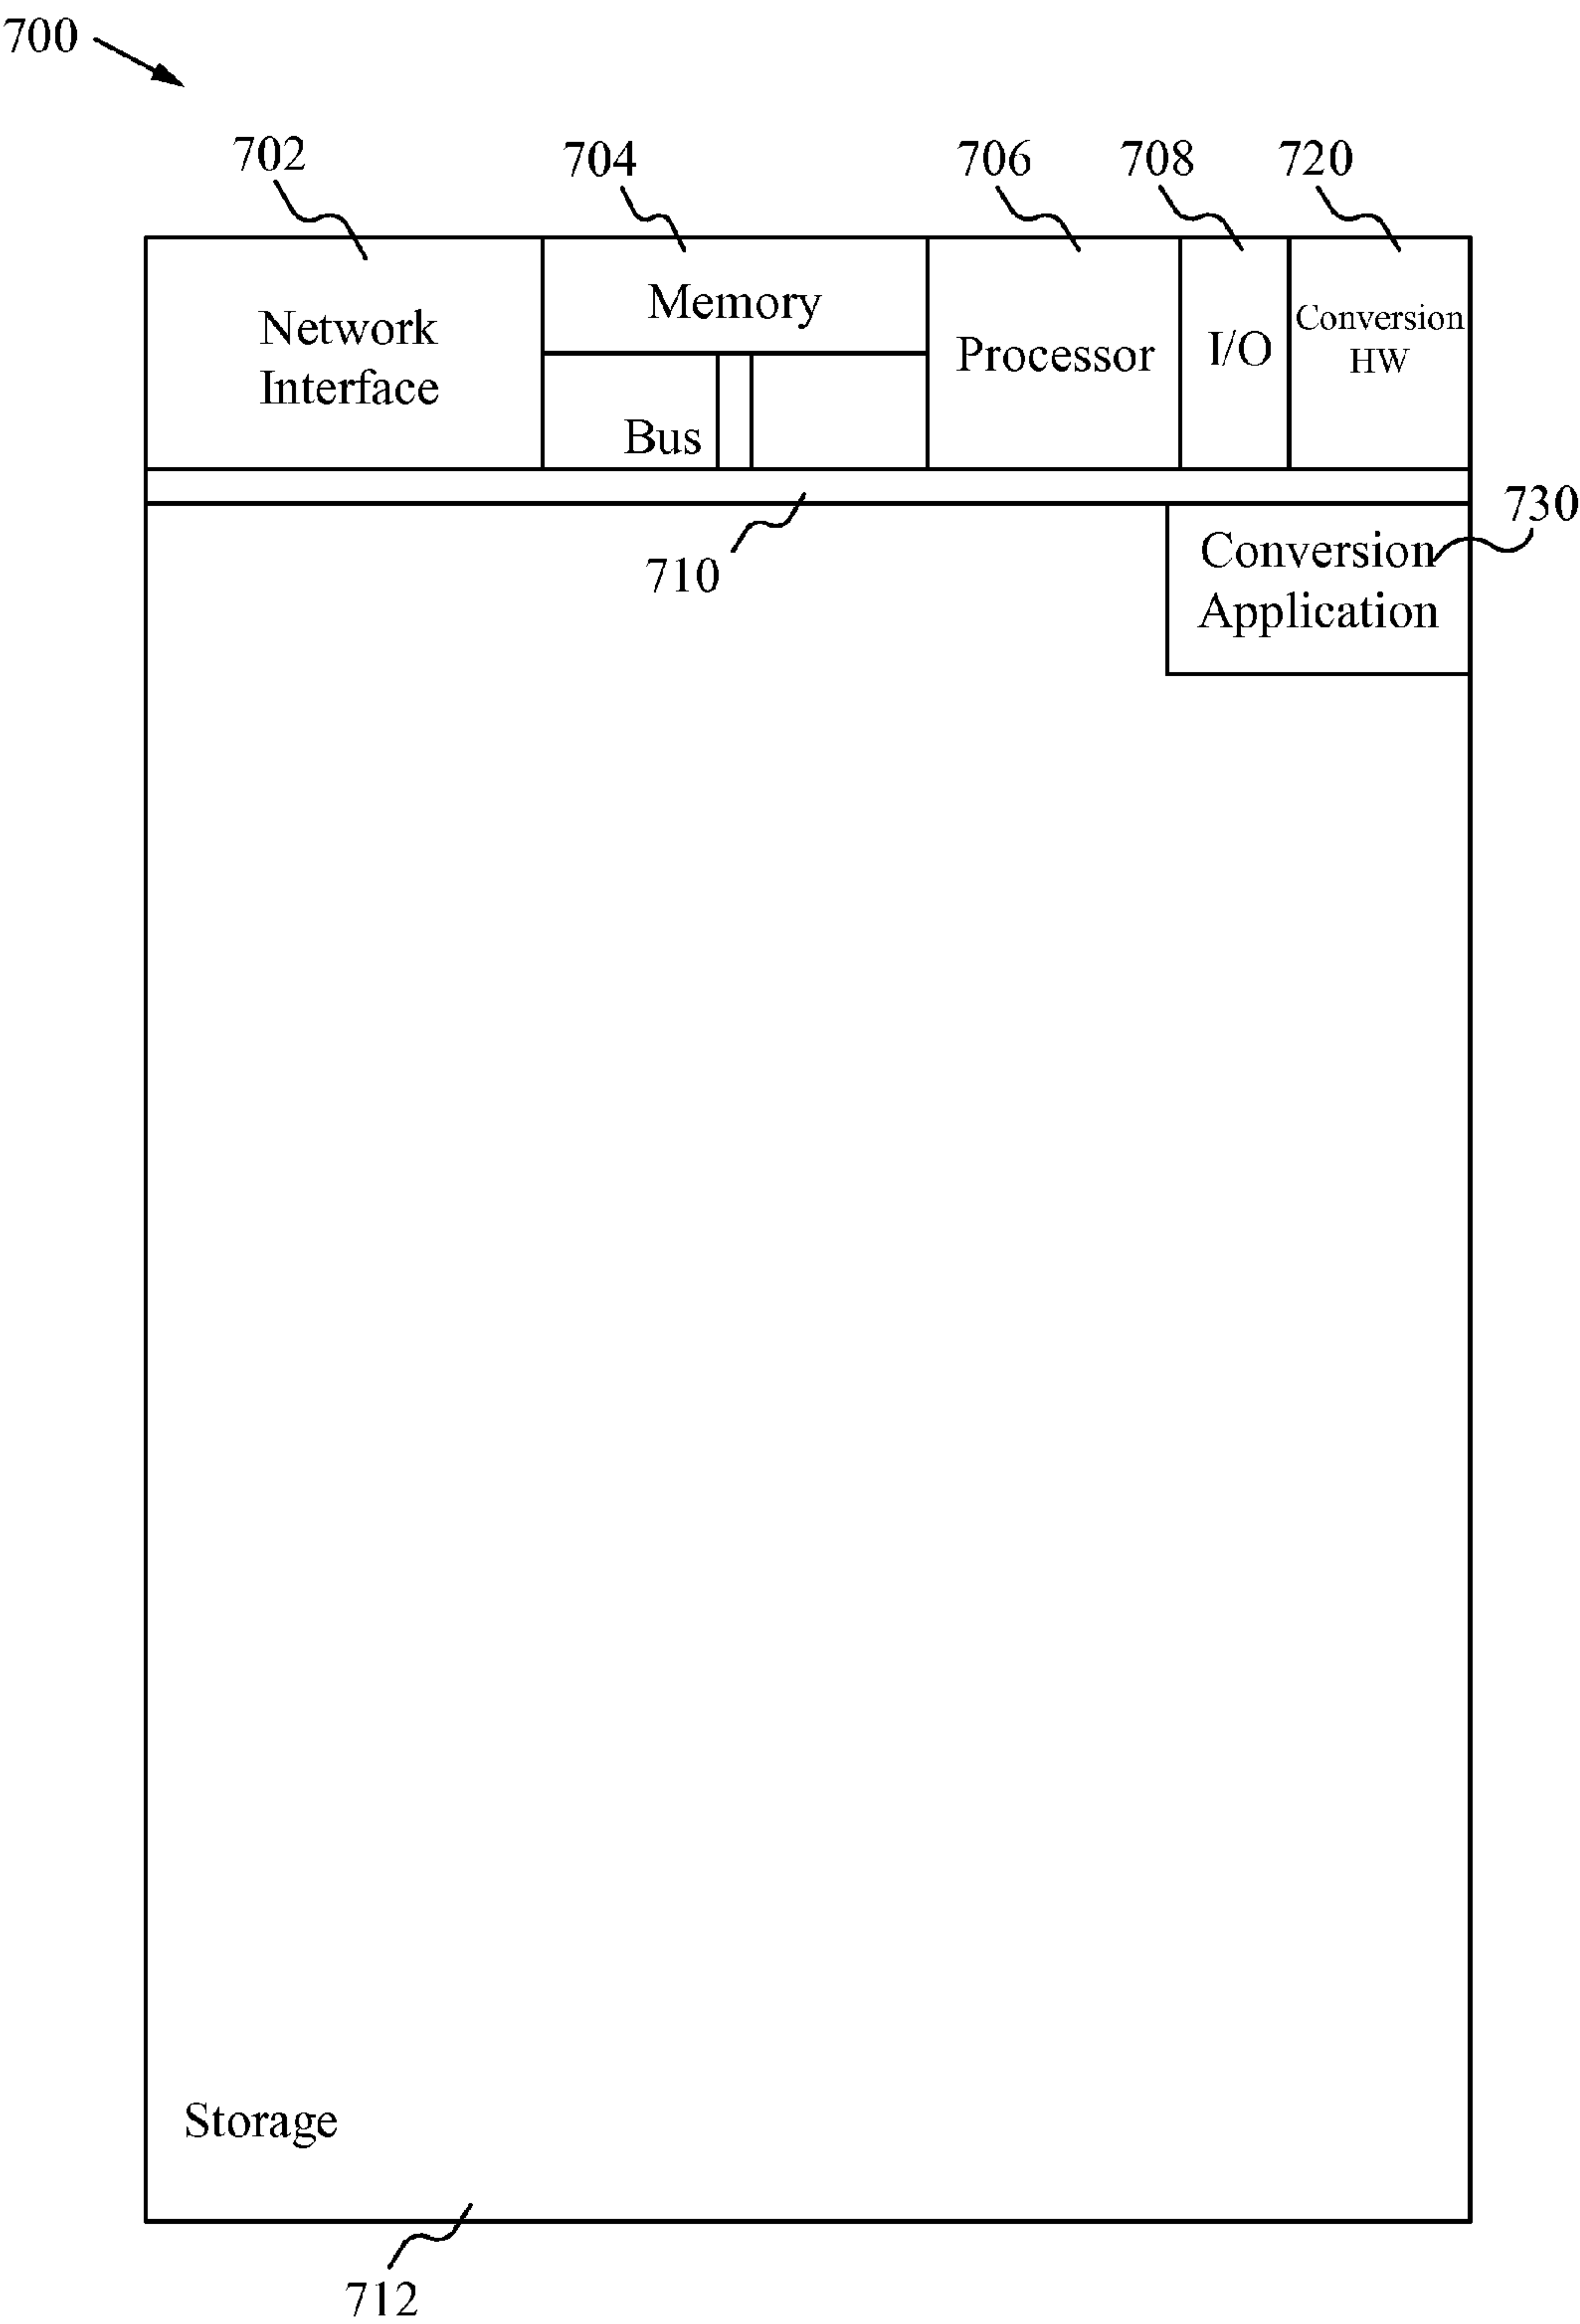 700
702
704
706
708
720
Network
Interface
Memory
Bus
Processor
I/O
Conversion
HW
710
730
Conversion
Application
Storage
712